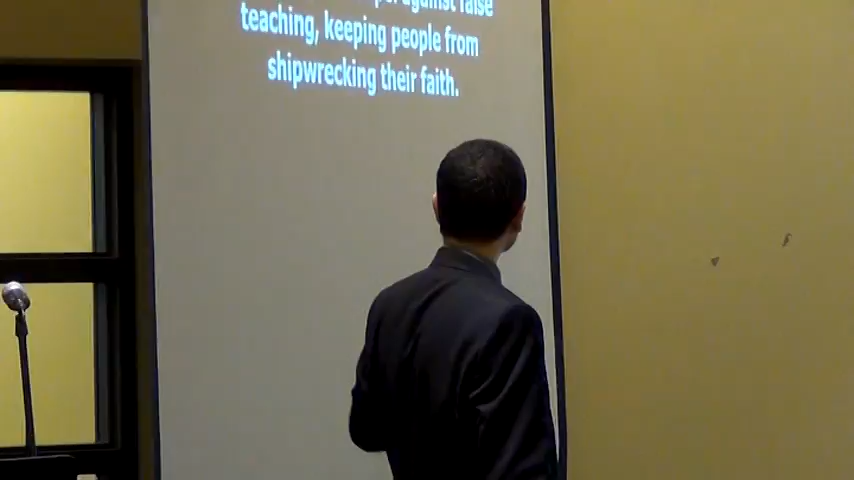 against false
teaching, keeping people from
shipwrecking their faith.